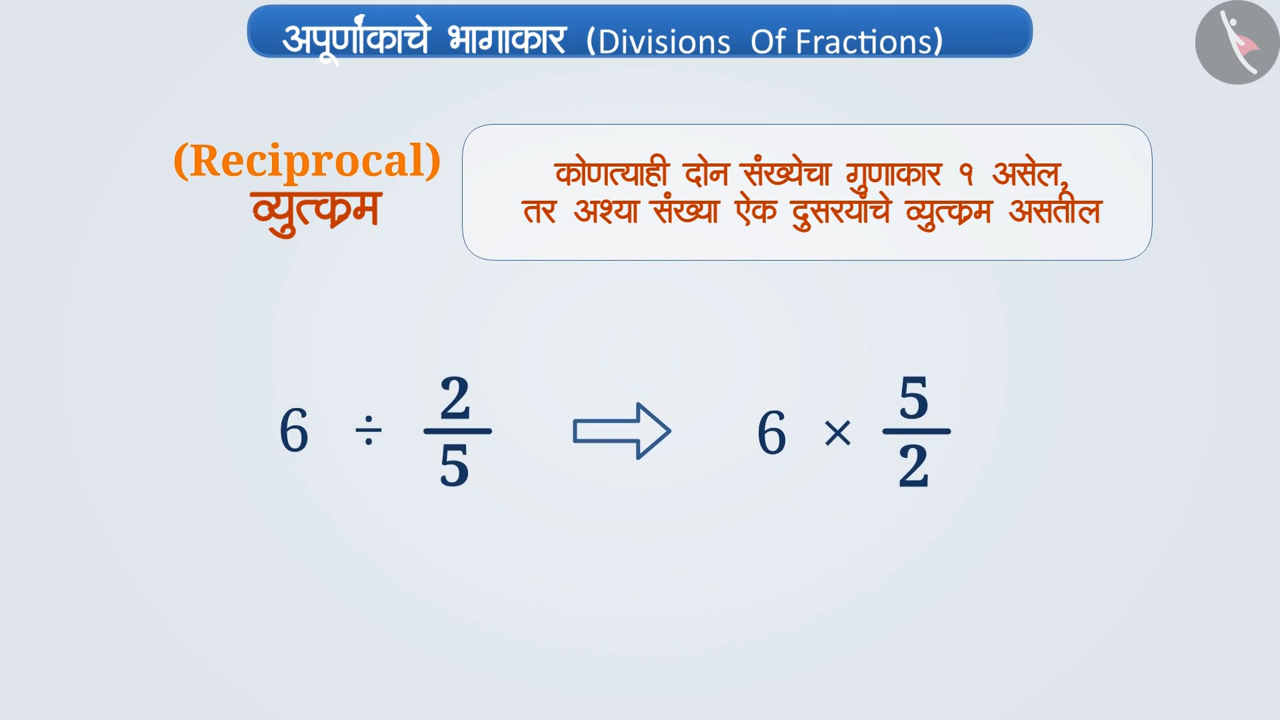 अपूर्णांकाचे भागाकार (Divisions Of Fractions)
(Reciprocal)
व्युत्क्रम
कोणत्याही दोन संख्येचा गुणाकार १ असेल,
तर अश्या संख्या ऐक दुसरयांचे व्युत्क्रम असतील
6 ÷ 2/5 ⇨ 6 × 5/2